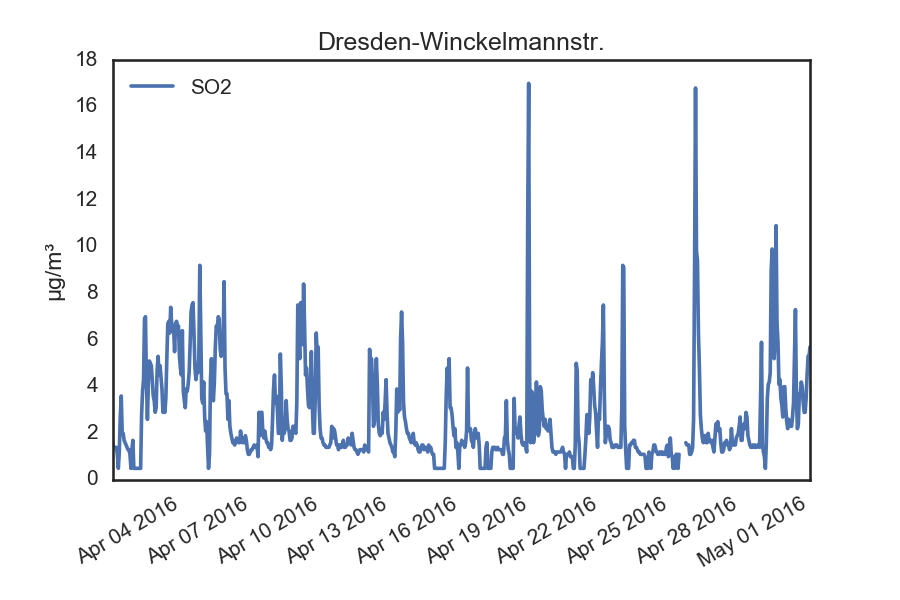 Dresden-Winckelmannstr.
SO2
µg/m³
18
16
14
12
10
8
6
4
2
0
Apr 04 2016
Apr 07 2016
Apr 10 2016
Apr 13 2016
Apr 16 2016
Apr 19 2016
Apr 22 2016
Apr 25 2016
Apr 28 2016
May 01 2016